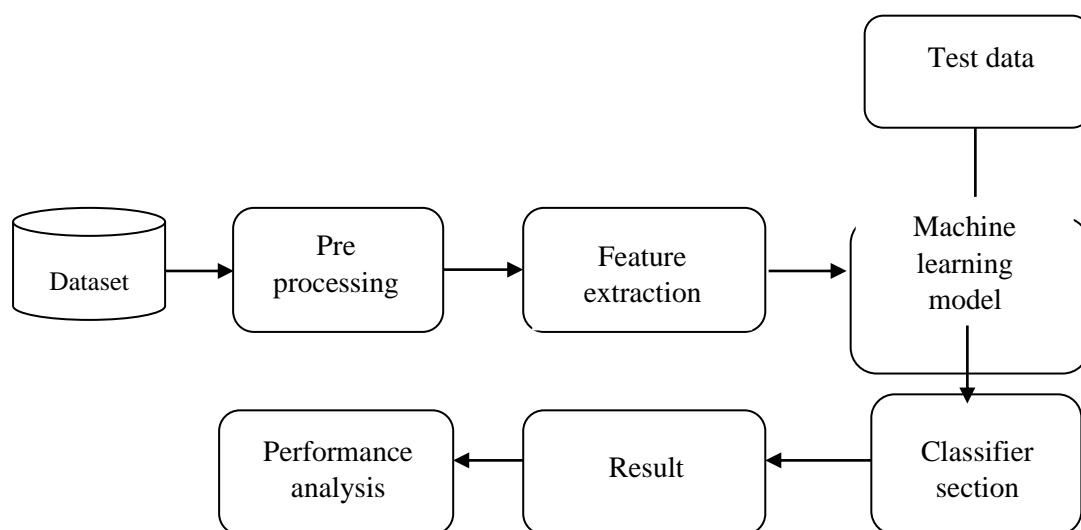 Test data
Dataset
Pre
processing
Feature
extraction
Machine
learning
model
Performance
analysis
Result
Classifier
section